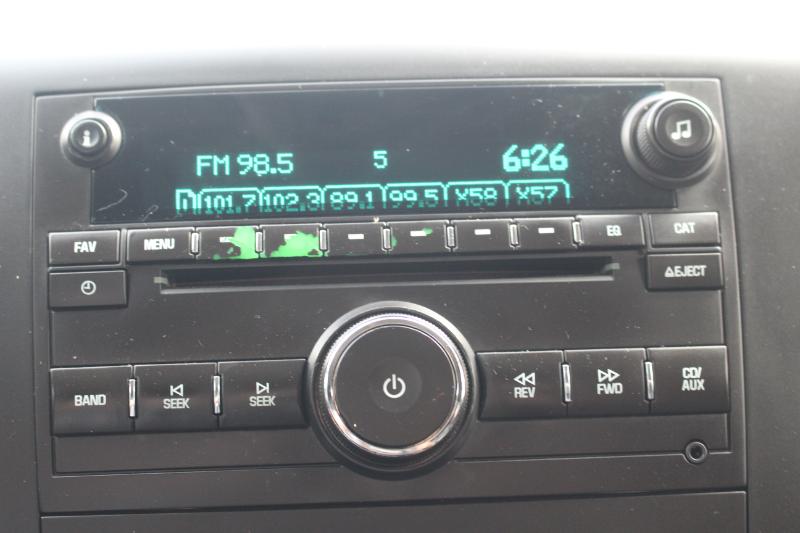 i
FM 98.5 5 6:26
101.7 102.3 89.1 99.5 X58 X57
FAV MENU EQ CAT
EJECT
BAND SEEK SEEK REV FWD CD/AUX